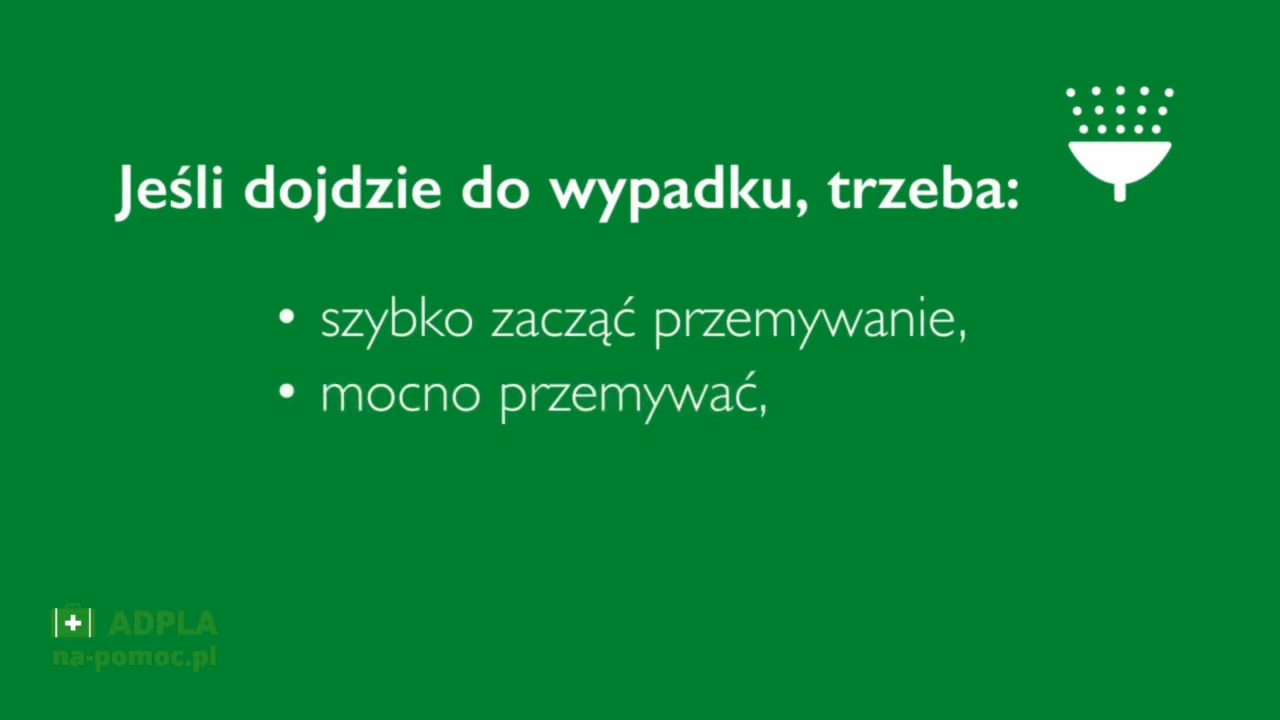 Jeśli dojdzie do wypadku, trzeba:
• szybko zacząć przemywanie,
• mocno przemywać,
ADPLA
na-pomoc.pl